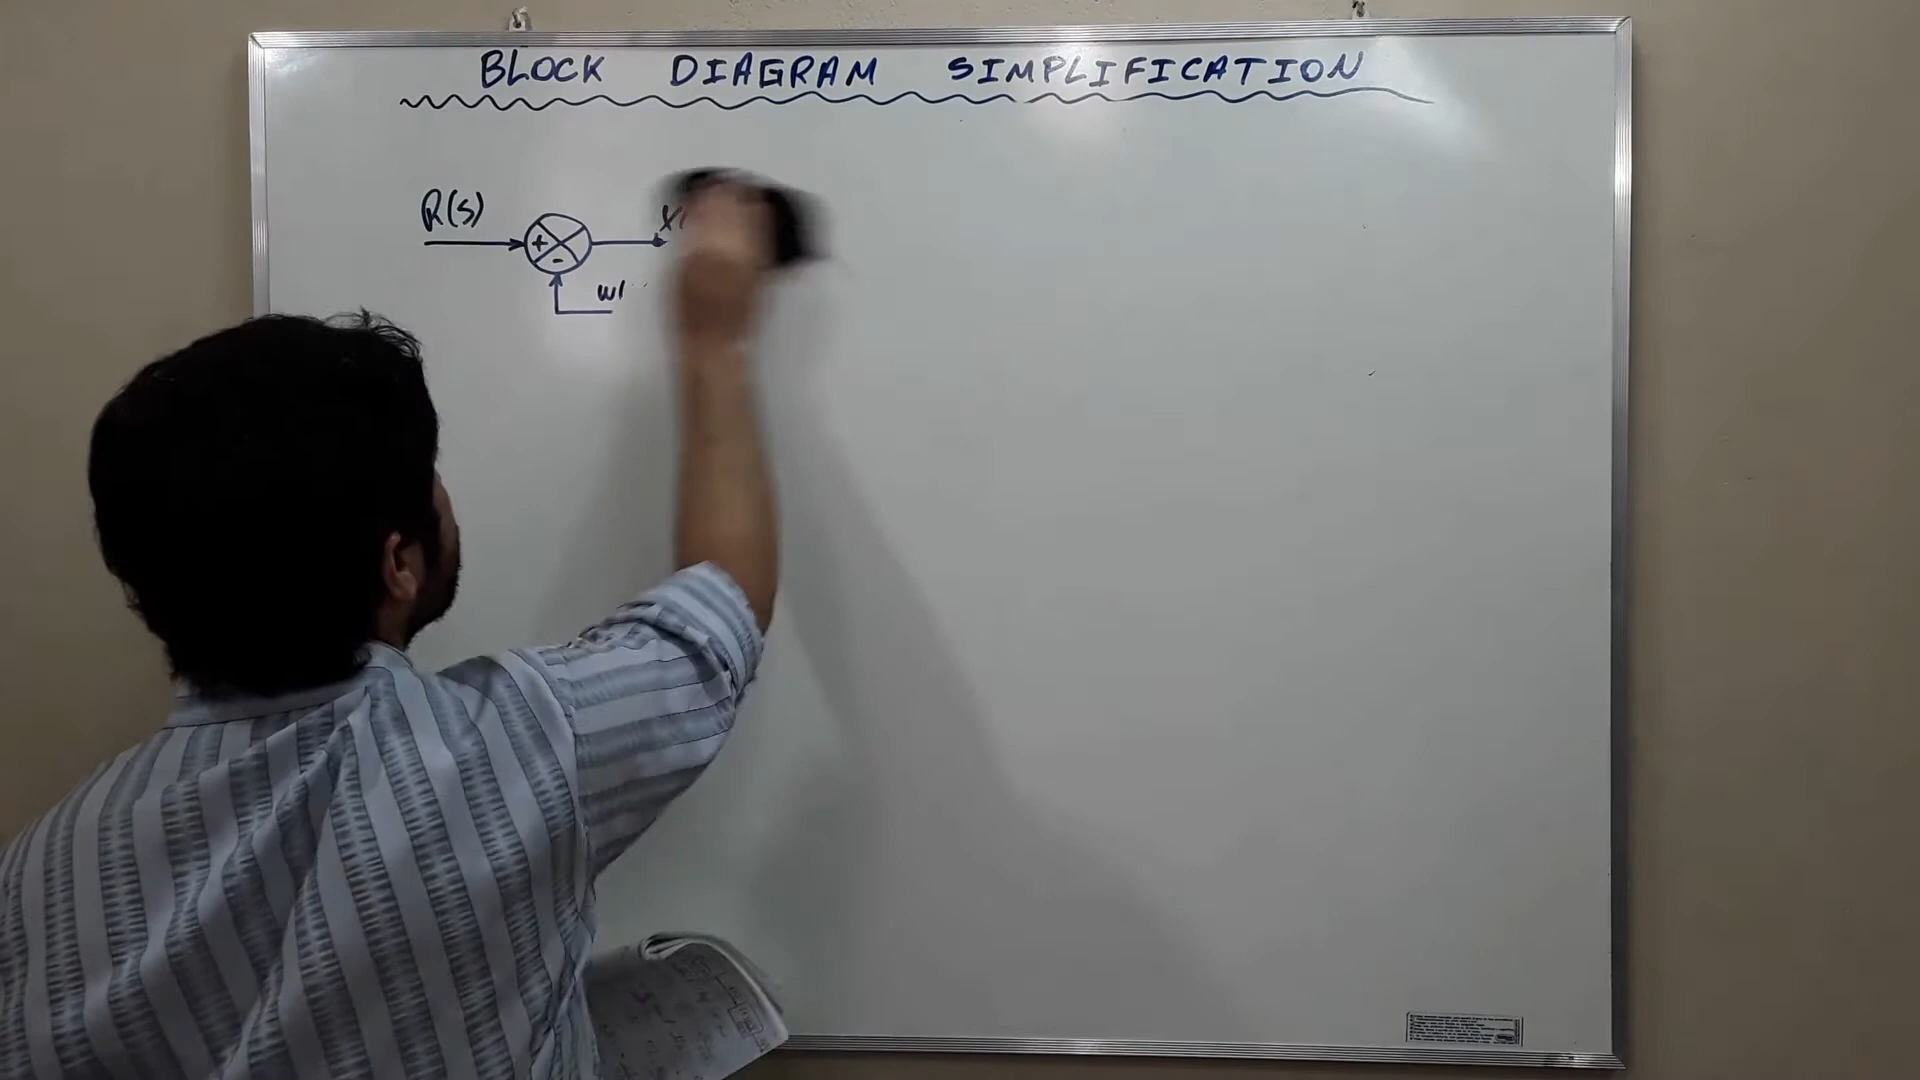 BLOCK DIAGRAM SIMPLIFICATION
R(s)
X(
+
-
W(